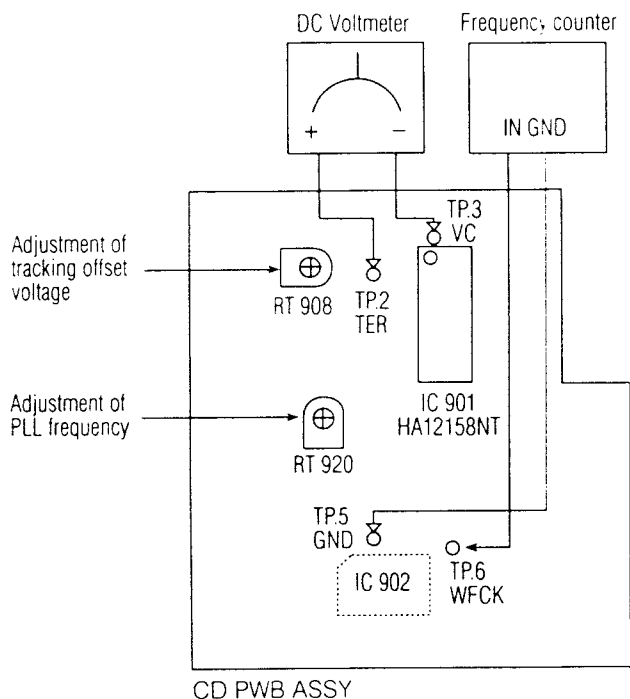 DC Voltmeter
Frequency counter
+ −
IN GND
TP.3
VC
Adjustment of
tracking offset
voltage
RT 908
TP.2
TER
IC 901
HA12158NT
Adjustment of
PLL frequency
RT 920
TP.5
GND
IC 902
TP.6
WFCK
CD PWB ASSY